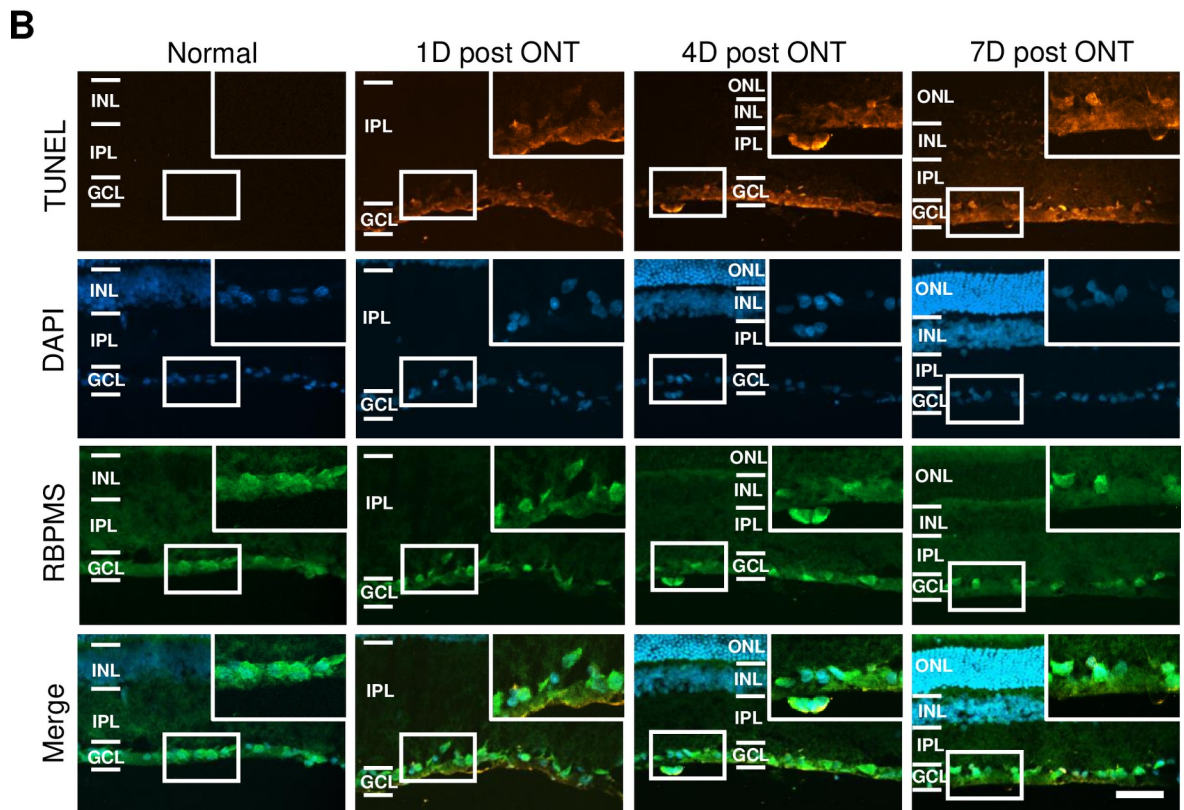 B
Normal 1D post ONT 4D post ONT 7D post ONT
TUNEL
INL
IPL
GCL
IPL
GCL
ONL
INL
IPL
GCL
ONL
INL
IPL
GCL
DAPI
INL
IPL
GCL
IPL
GCL
ONL
INL
IPL
GCL
ONL
INL
IPL
GCL
RBPMS
INL
IPL
GCL
IPL
GCL
ONL
INL
IPL
GCL
ONL
INL
IPL
GCL
Merge
INL
IPL
GCL
IPL
GCL
ONL
INL
IPL
GCL
ONL
INL
IPL
GCL